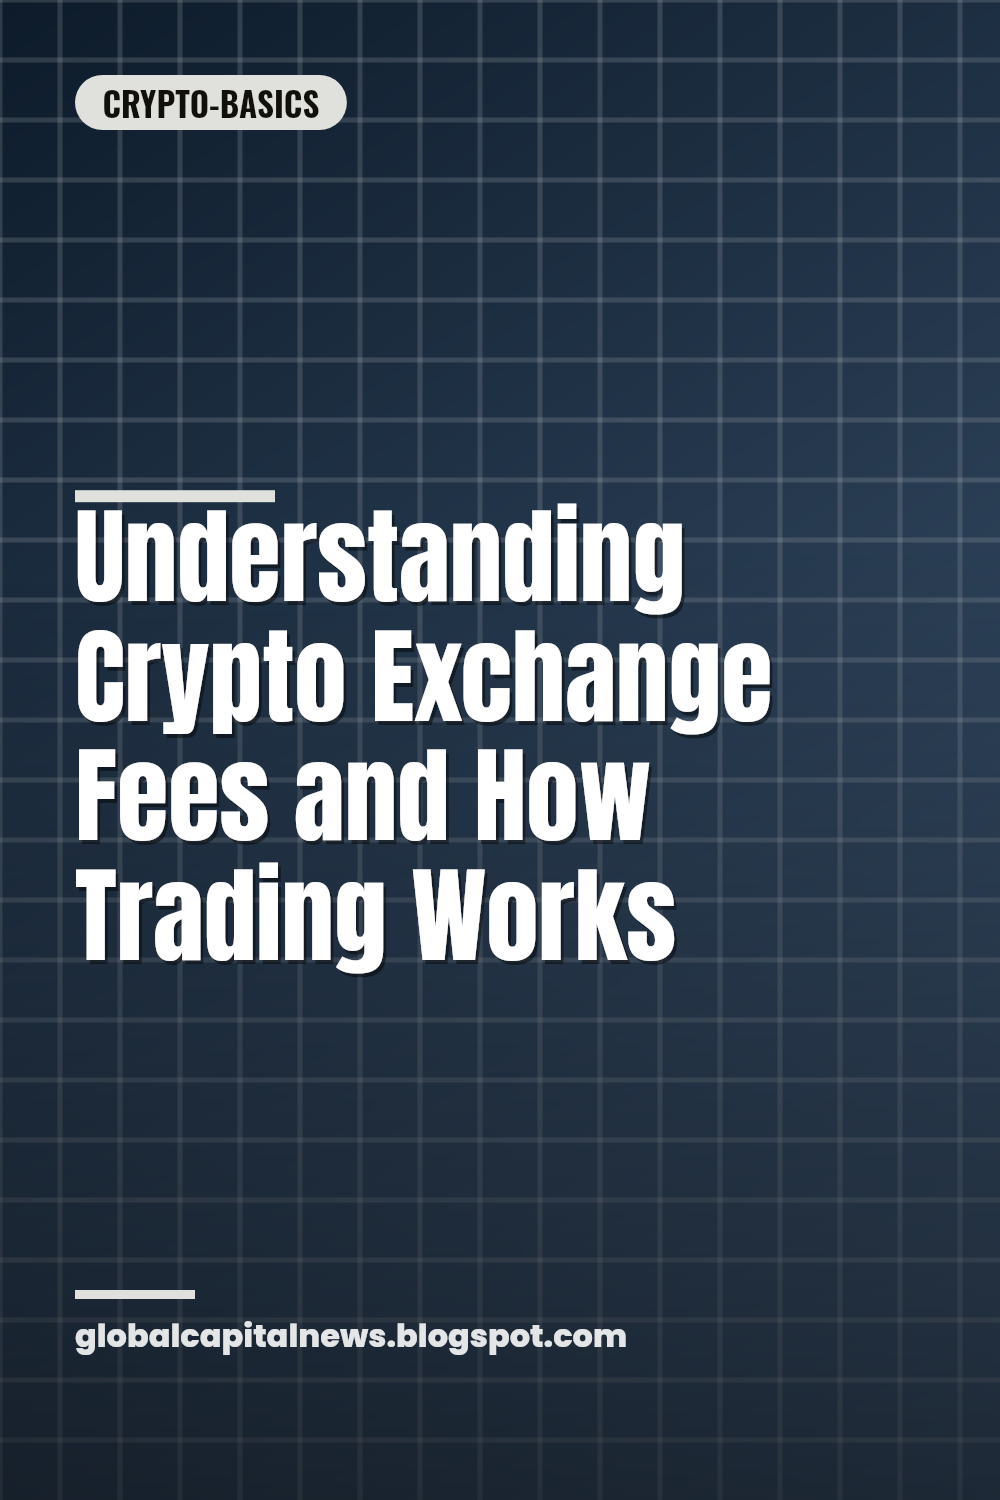 CRYPTO-BASICS
Understanding
Crypto Exchange
Fees and How
Trading Works
globalcapitalnews.blogspot.com